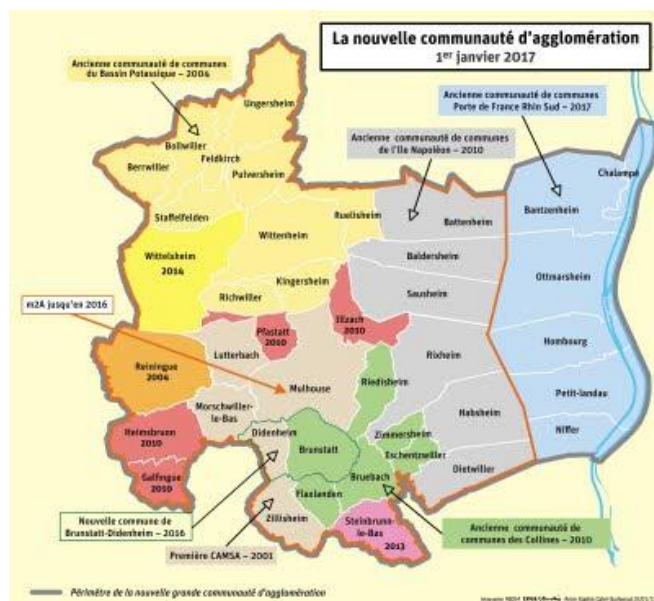 La nouvelle communauté d'agglomération
1er janvier 2017
Ancienne communauté de communes
du Bassin Potassique – 2004
Ancienne communauté de communes
Porte de France Rhin Sud – 2017
Ancienne communauté de communes
de l'Ile Napoléon – 2010
Ungersheim
Bollwiller
Feldkirch
Berrwiller
Pulversheim
Chalampé
Bantzenheim
Staffelfelden
Ruelisheim
Battenheim
Wittenheim
Wittelsheim
2014
Baldersheim
Ottmarsheim
Kingersheim
Sausheim
Richwiller
m2A jusqu'en 2016
Illzach
2010
Pfastatt
2010
Lutterbach
Reiningue
2004
Rixheim
Hombourg
Riedisheim
Mulhouse
Petit-landau
Morschwiller-
le-Bas
Habsheim
Heimsbrunn
2010
Didenheim
Zimmersheim
Niffer
Brunstatt
Eschentzwiller
Galfingue
2010
Bruebach
Dietwiller
Flaxlanden
Nouvelle commune de
Brunstatt-Didenheim – 2016
Zillisheim
Steinbrunn-
le-Bas
2013
Ancienne communauté de
communes des Collines – 2010
Première CAMSA – 2001
Périmètre de la nouvelle grande communauté d'agglomération